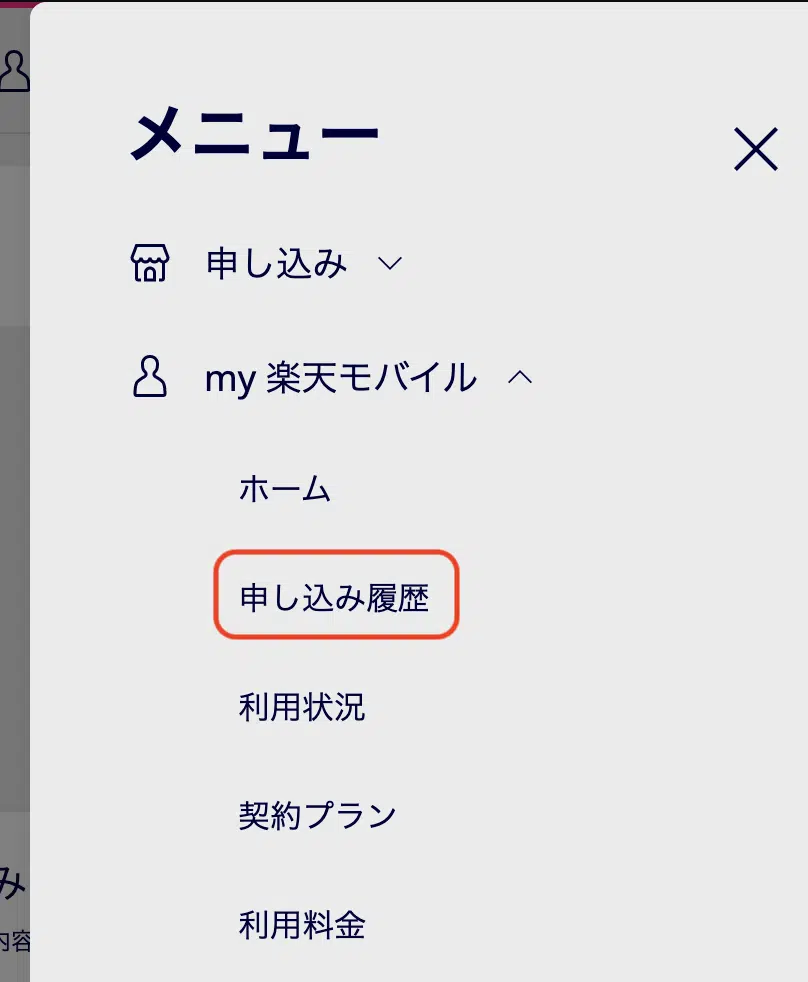 メニュー
申し込み
my 楽天モバイル
ホーム
申し込み履歴
利用状況
契約プラン
利用料金
み
内容